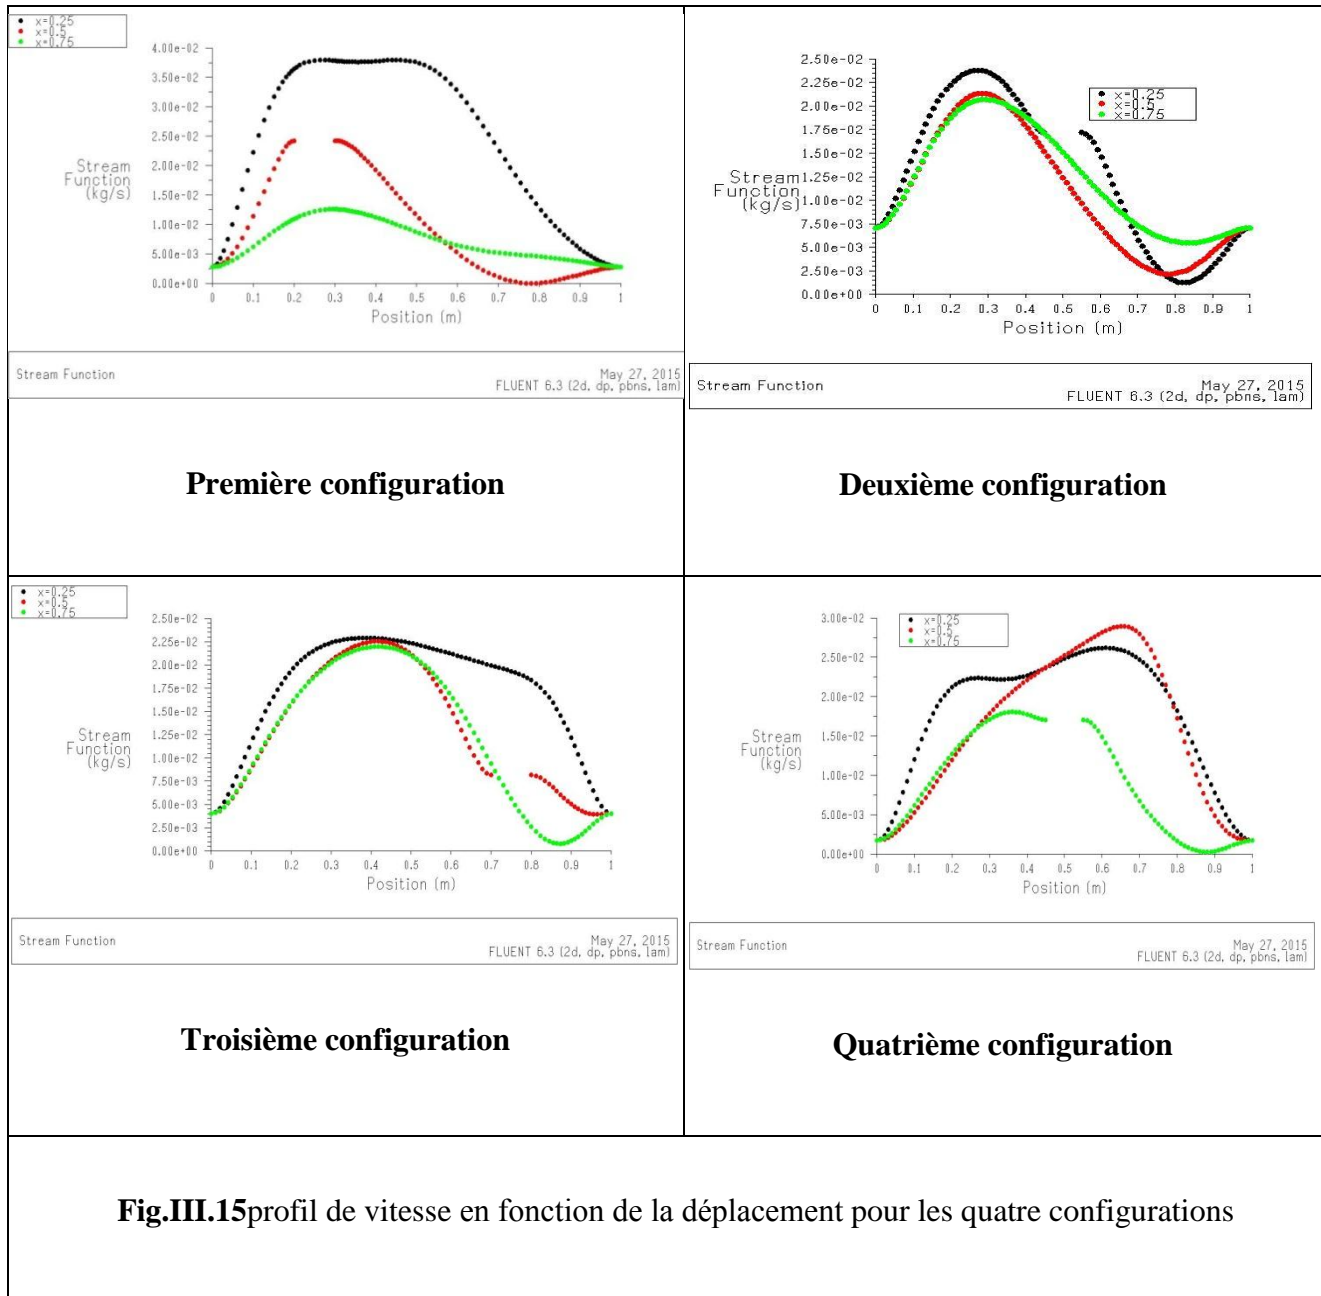 x=0.25
x=0.5
x=0.75
4.00e-02
3.50e-02
3.00e-02
2.50e-02
2.00e-02
1.50e-02
1.00e-02
5.00e-03
0.00e+00
Stream
Function
(kg/s)
0 0.1 0.2 0.3 0.4 0.5 0.6 0.7 0.8 0.9 1
Position (m)
Stream Function
May 27, 2015
FLUENT 6.3 (2d, dp, pbns, lam)
Première configuration
x=0.25
x=0.5
x=0.75
2.50e-02
2.25e-02
2.00e-02
1.75e-02
1.50e-02
1.25e-02
1.00e-02
7.50e-03
5.00e-03
2.50e-03
0.00e+00
Stream
Function
(kg/s)
0 0.1 0.2 0.3 0.4 0.5 0.6 0.7 0.8 0.9 1
Position (m)
Stream Function
May 27, 2015
FLUENT 6.3 (2d, dp, pbns, lam)
Deuxième configuration
x=0.25
x=0.5
x=0.75
2.50e-02
2.25e-02
2.00e-02
1.75e-02
1.50e-02
1.25e-02
1.00e-02
7.50e-03
5.00e-03
2.50e-03
0.00e+00
Stream
Function
(kg/s)
0 0.1 0.2 0.3 0.4 0.5 0.6 0.7 0.8 0.9 1
Position (m)
Stream Function
May 27, 2015
FLUENT 6.3 (2d, dp, pbns, lam)
Troisième configuration
x=0.25
x=0.5
x=0.75
3.00e-02
2.50e-02
2.00e-02
1.50e-02
1.00e-02
5.00e-03
0.00e+00
Stream
Function
(kg/s)
0 0.1 0.2 0.3 0.4 0.5 0.6 0.7 0.8 0.9 1
Position (m)
Stream Function
May 27, 2015
FLUENT 6.3 (2d, dp, pbns, lam)
Quatrième configuration
Fig.III.15profil de vitesse en fonction de la déplacement pour les quatre configurations